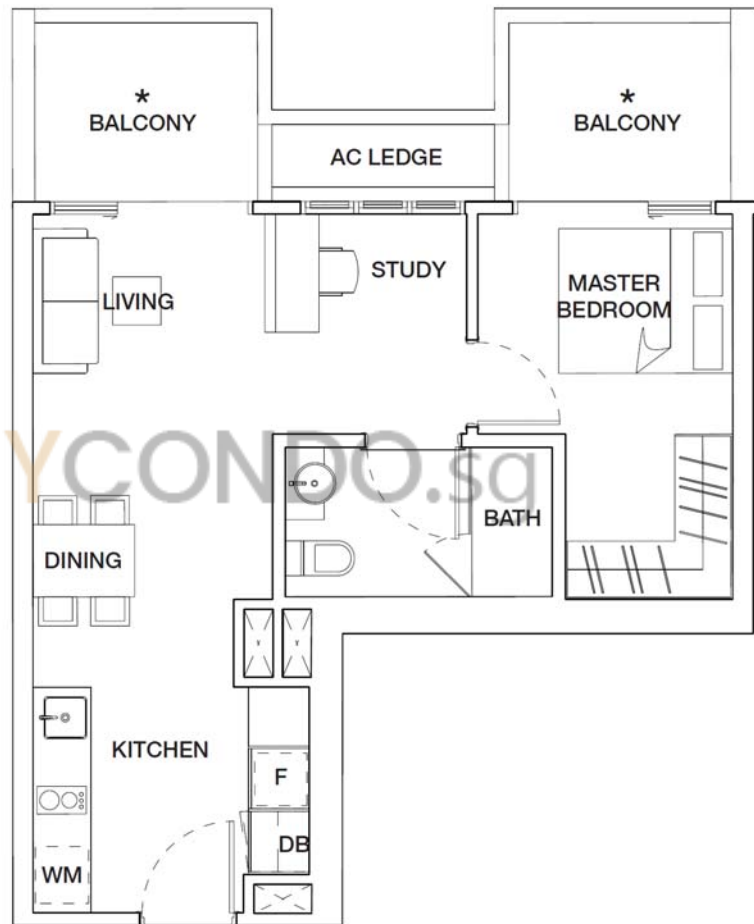 *
BALCONY
*
BALCONY
AC LEDGE
STUDY
LIVING
MASTER
BEDROOM
YCONDO.sg
BATH
DINING
KITCHEN
F
DB
WM